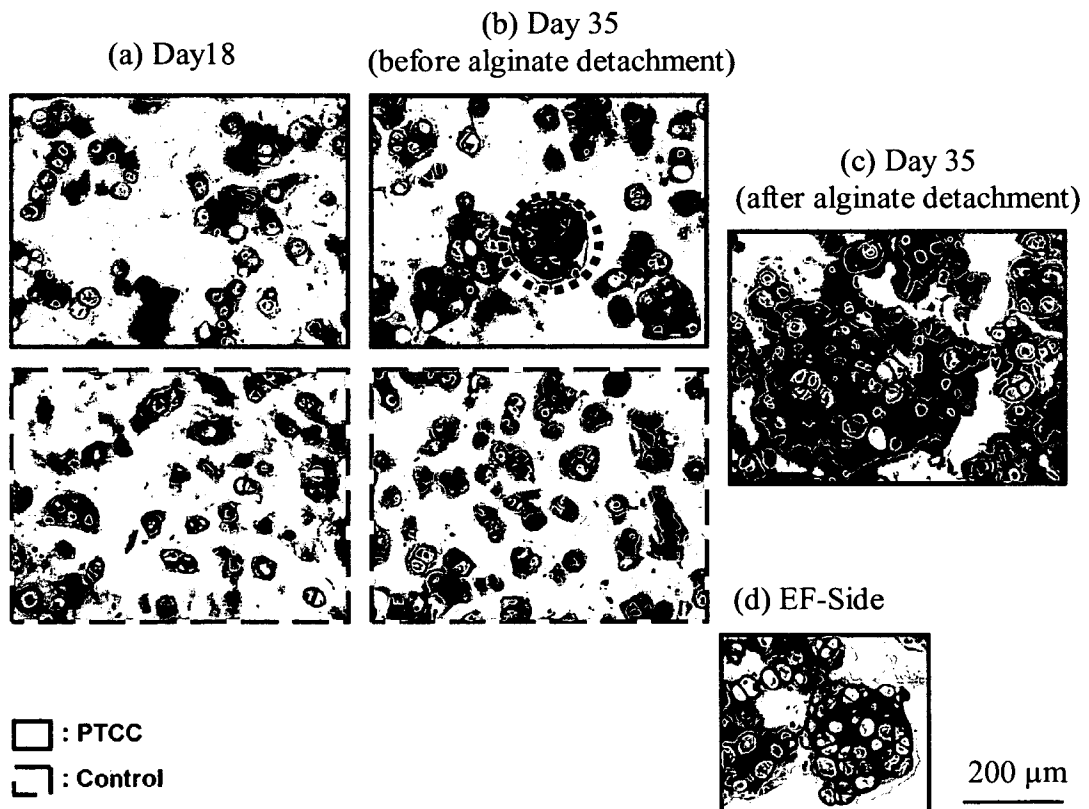 (a) Day18
(b) Day 35
(before alginate detachment)
(c) Day 35
(after alginate detachment)
(d) EF-Side
: PTCC
: Control
200 µm